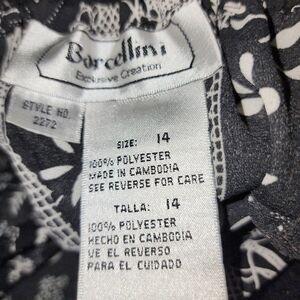 Borcellini
Exclusive Creation
STYLE NO.
2272
SIZE: 14
100% POLYESTER
MADE IN CAMBODIA
SEE REVERSE FOR CARE
TALLA: 14
100% POLYESTER
HECHO EN CAMBODIA
VE EL REVERSO
PARA EL CUIDADO